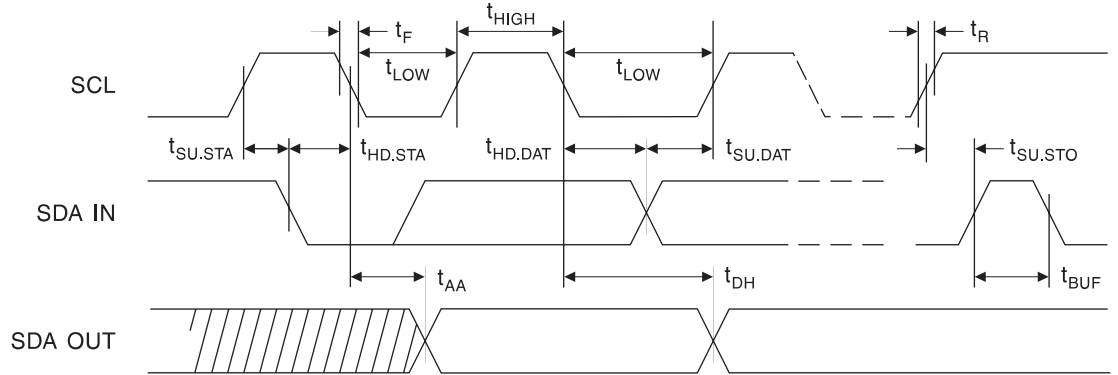 tHIGH
tF
tR
tLOW
tLOW
SCL
tSU.STA
tHD.STA
tHD.DAT
tSU.DAT
tSU.STO
SDA IN
tAA
tDH
tBUF
SDA OUT